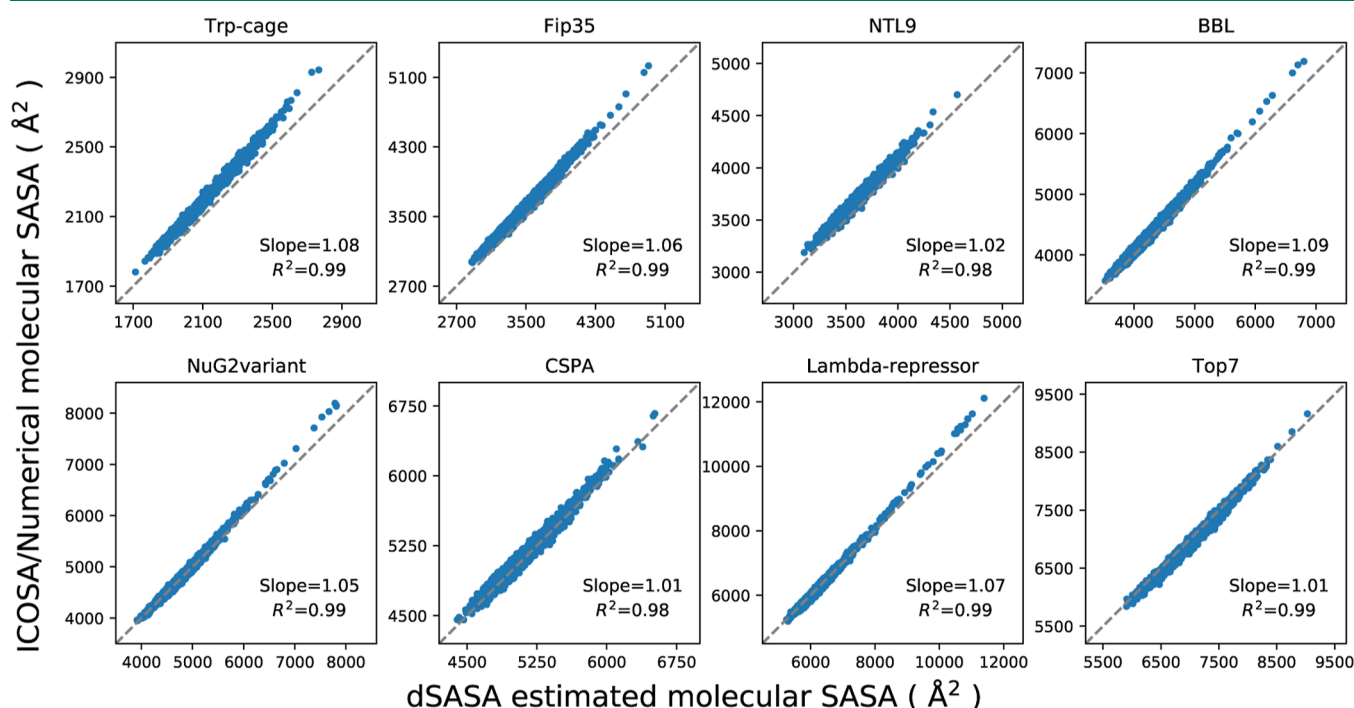 Trp-cage
Fip35
NTL9
BBL
2900
2500
2100
1700
Slope=1.08
R²=0.99
1700 2100 2500 2900
5100
4300
3500
2700
Slope=1.06
R²=0.99
2700 3500 4300 5100
5000
4500
4000
3500
3000
Slope=1.02
R²=0.98
3000 3500 4000 4500 5000
7000
6000
5000
4000
Slope=1.09
R²=0.99
4000 5000 6000 7000
NuG2variant
CSPA
Lambda-repressor
Top7
8000
7000
6000
5000
4000
Slope=1.05
R²=0.99
4000 5000 6000 7000 8000
6750
6000
5250
4500
Slope=1.01
R²=0.98
4500 5250 6000 6750
12000
10000
8000
6000
Slope=1.07
R²=0.99
6000 8000 10000 12000
9500
8500
7500
6500
5500
Slope=1.01
R²=0.99
5500 6500 7500 8500 9500
ICOSA/Numerical molecular SASA ( Å² )
dSASA estimated molecular SASA ( Å² )